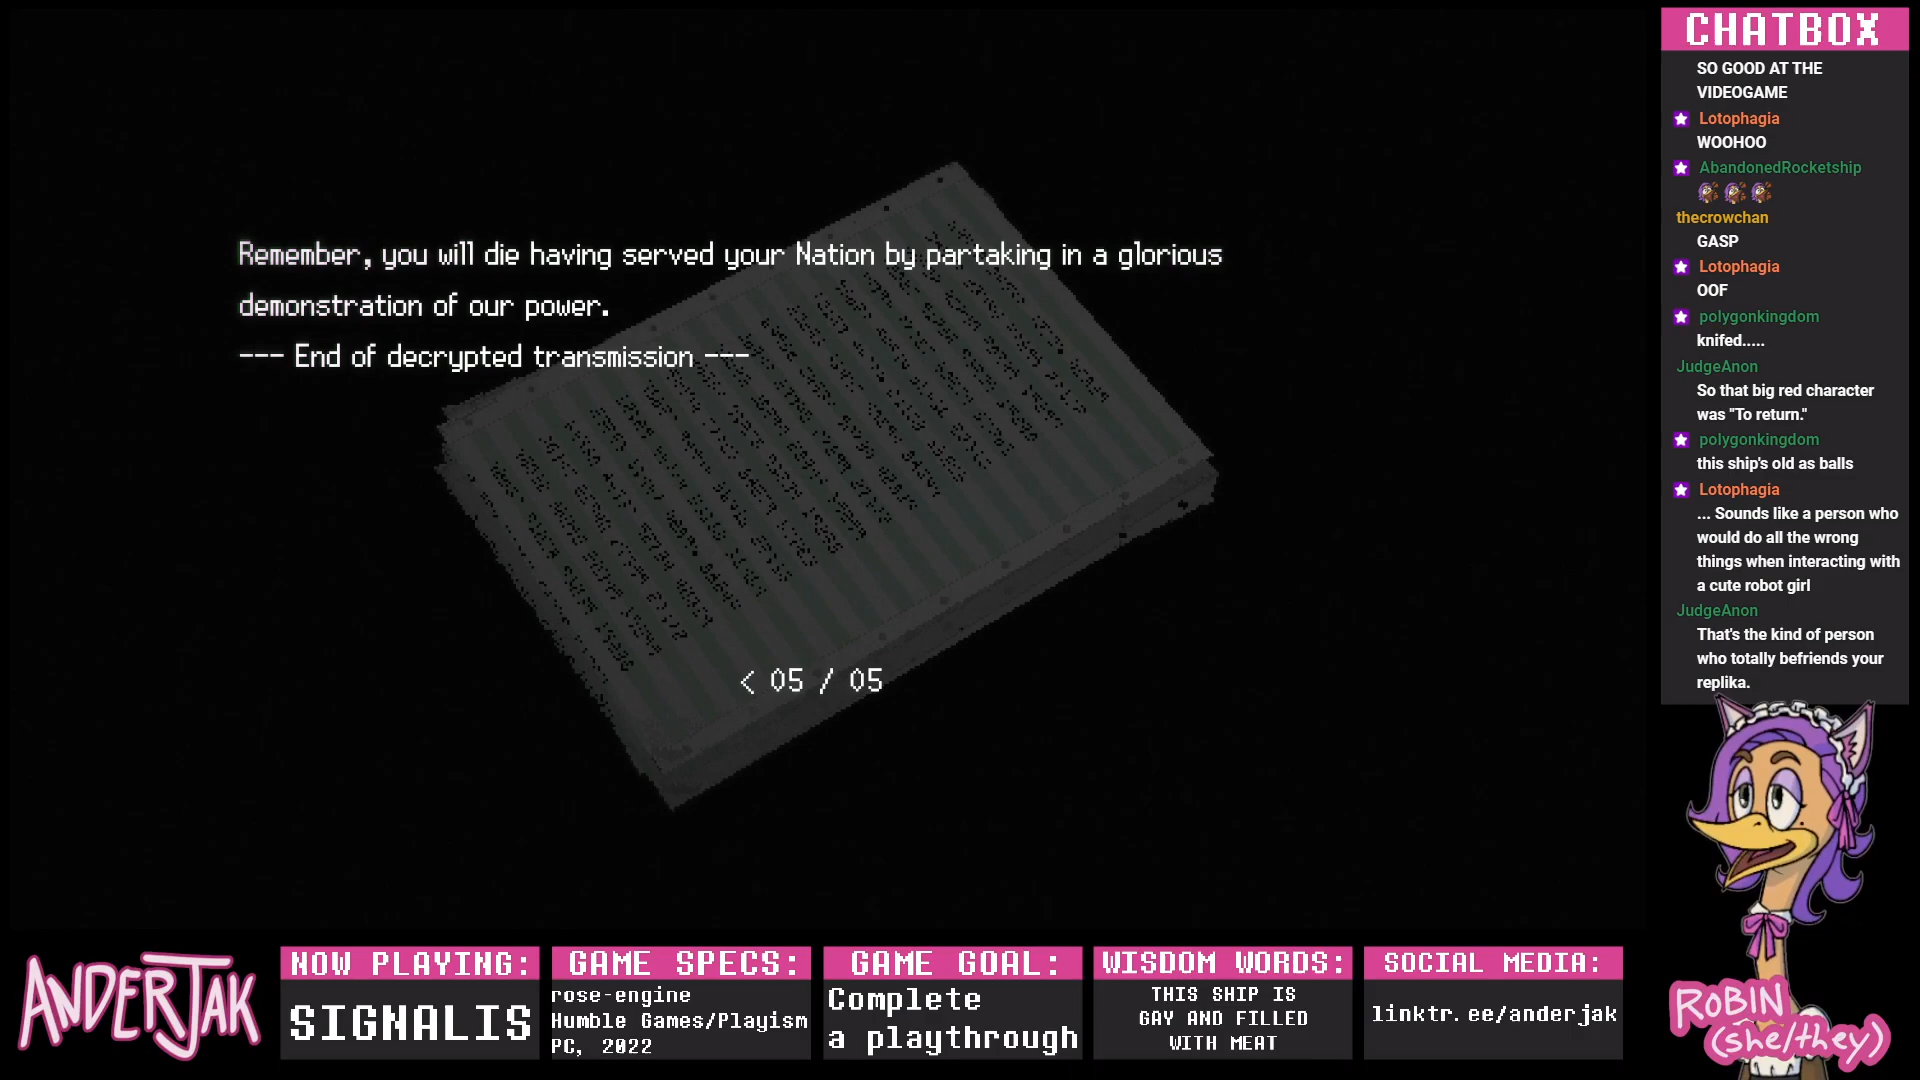 Remember, you will die having served your Nation by partaking in a glorious
demonstration of our power.
--- End of decrypted transmission ---
< 05 / 05
CHATBOX
SO GOOD AT THE
VIDEOGAME
Lotophagia
WOOHOO
AbandonedRocketship
thecrowchan
GASP
Lotophagia
OOF
polygonkingdom
knifed.....
JudgeAnon
So that big red character
was "To return."
polygonkingdom
this ship's old as balls
Lotophagia
... Sounds like a person who
would do all the wrong
things when interacting with
a cute robot girl
JudgeAnon
That's the kind of person
who totally befriends your
replika.
ANDERJAK
NOW PLAYING:
SIGNALIS
GAME SPECS:
rose-engine
Humble Games/Playism
PC, 2022
GAME GOAL:
Complete
a playthrough
WISDOM WORDS:
THIS SHIP IS
GAY AND FILLED
WITH MEAT
SOCIAL MEDIA:
linktr.ee/anderjak
ROBIN
(she/they)